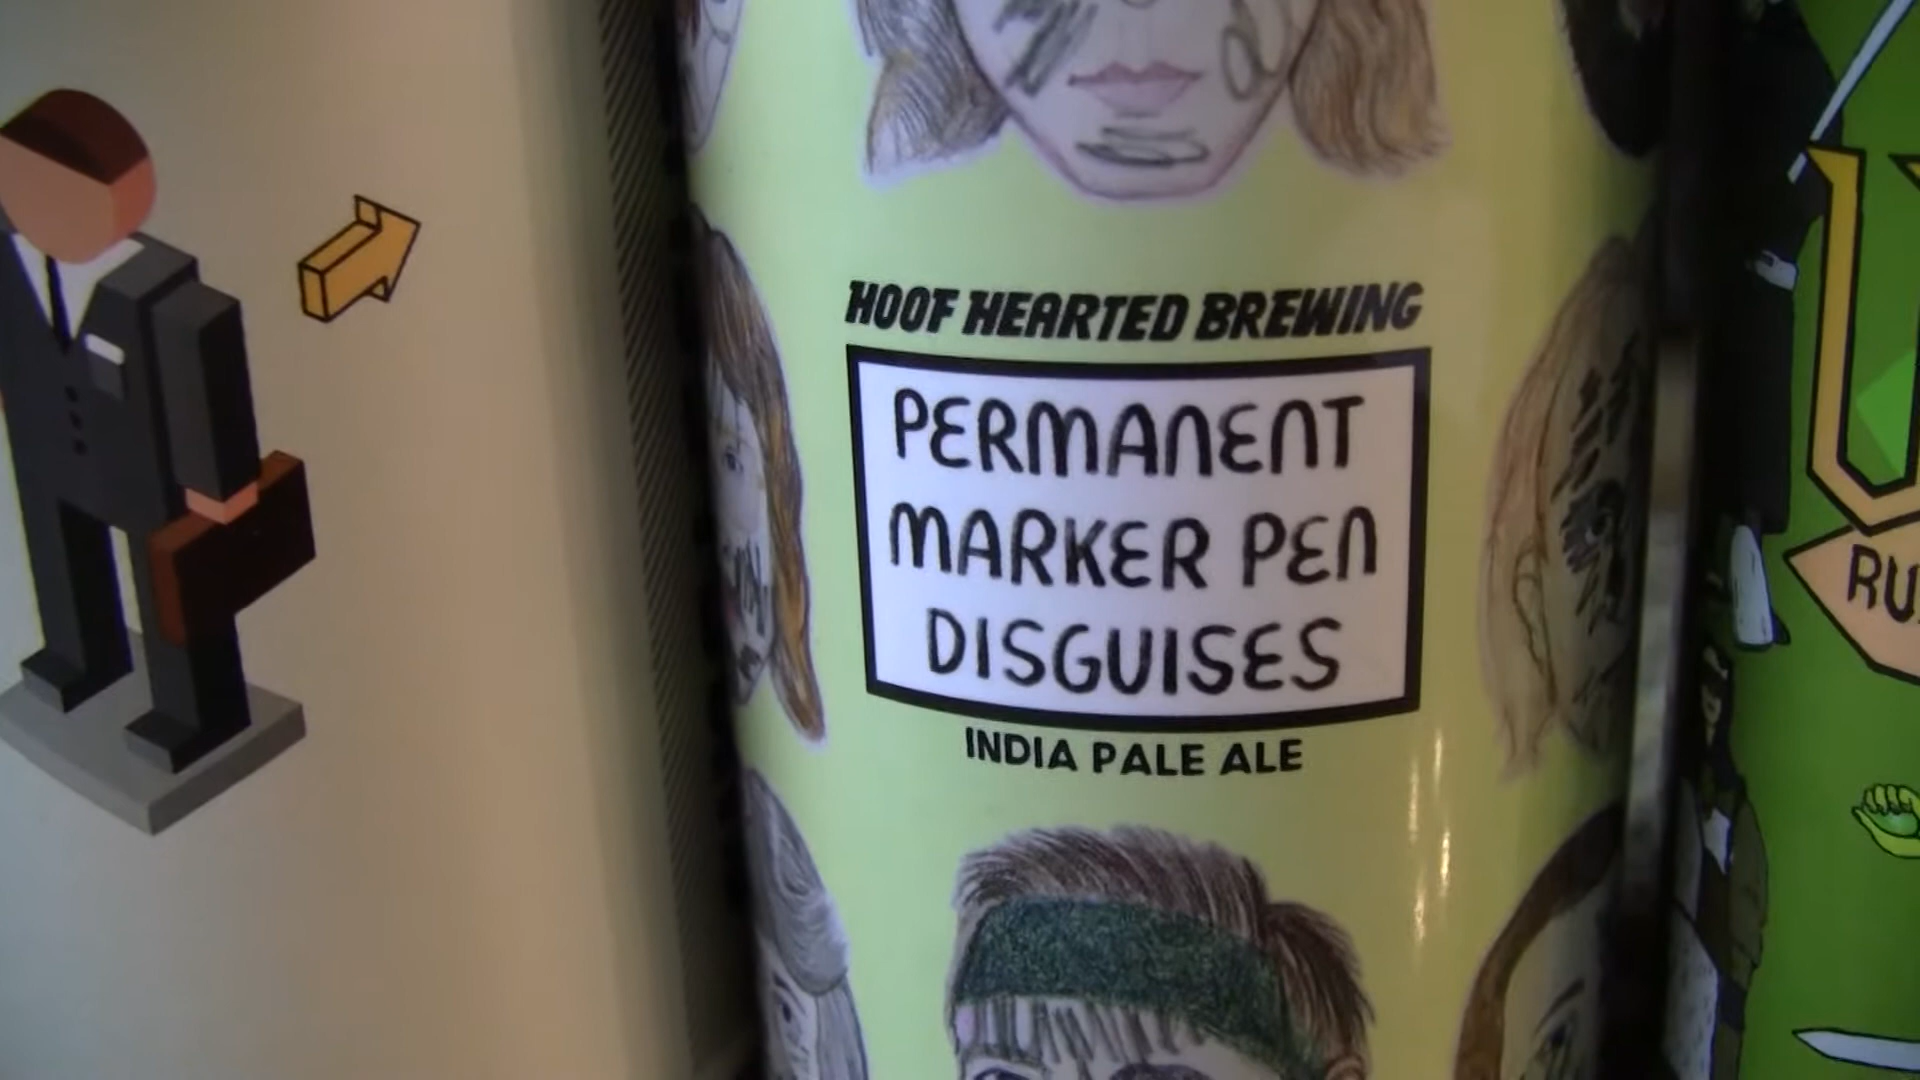 HOOF HEARTED BREWING
PERMANENT
MARKER PEN
DISGUISES
INDIA PALE ALE